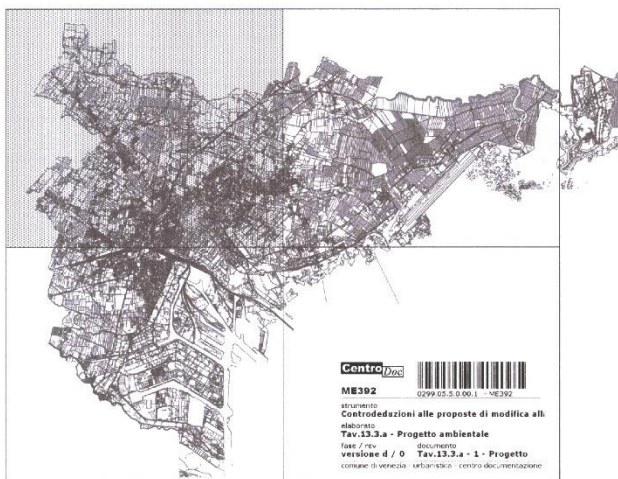 Centro Doc
ME392
0299.05.5.0.00.1 - ME392
strumento
Controdeduzioni alle proposte di modifica all
elaborato
Tav.13.3.a - Progetto ambientale
fase / rev documento
versione d / 0 Tav.13.3.a - 1 - Progetto
comune di venezia - urbanistica - centro documentazione